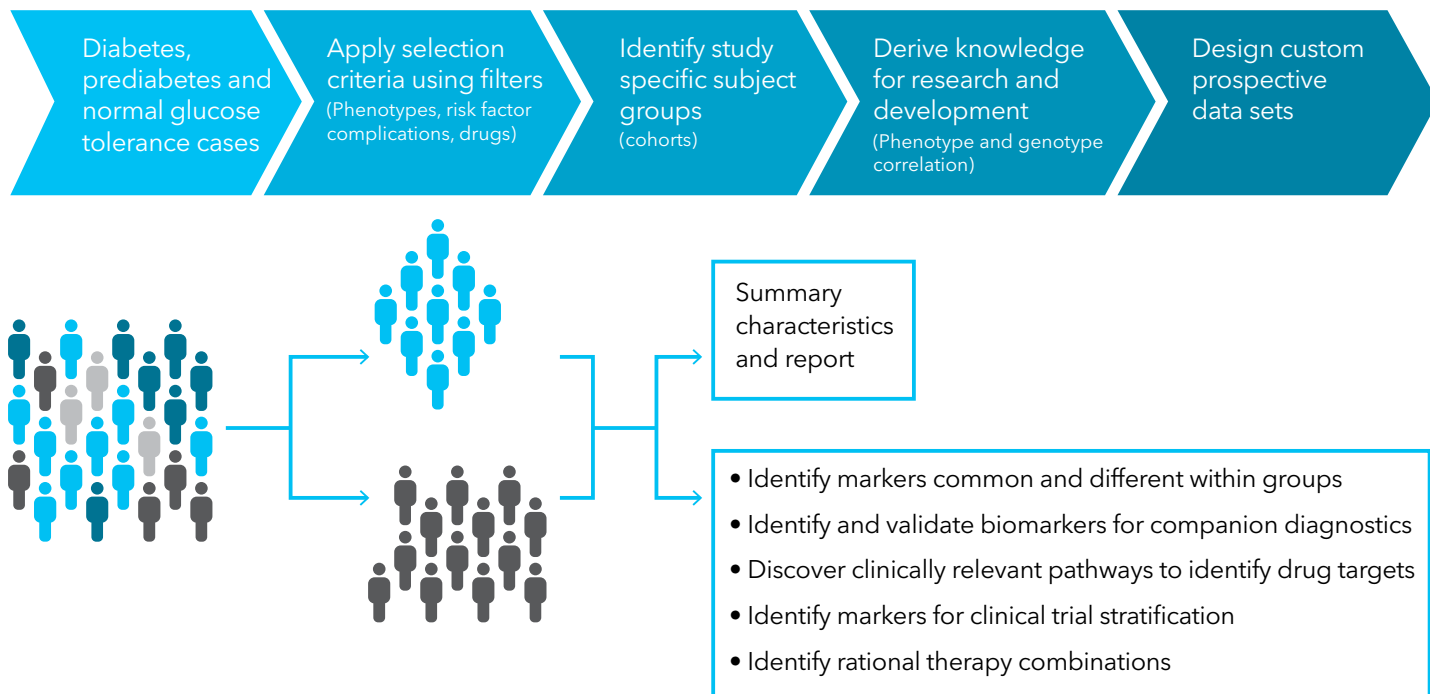 Diabetes,
prediabetes and
normal glucose
tolerance cases
Apply selection
criteria using filters
(Phenotypes, risk factor
complications, drugs)
Identify study
specific subject
groups
(cohorts)
Derive knowledge
for research and
development
(Phenotype and genotype
correlation)
Design custom
prospective
data sets
Summary
characteristics
and report
• Identify markers common and different within groups
• Identify and validate biomarkers for companion diagnostics
• Discover clinically relevant pathways to identify drug targets
• Identify markers for clinical trial stratification
• Identify rational therapy combinations